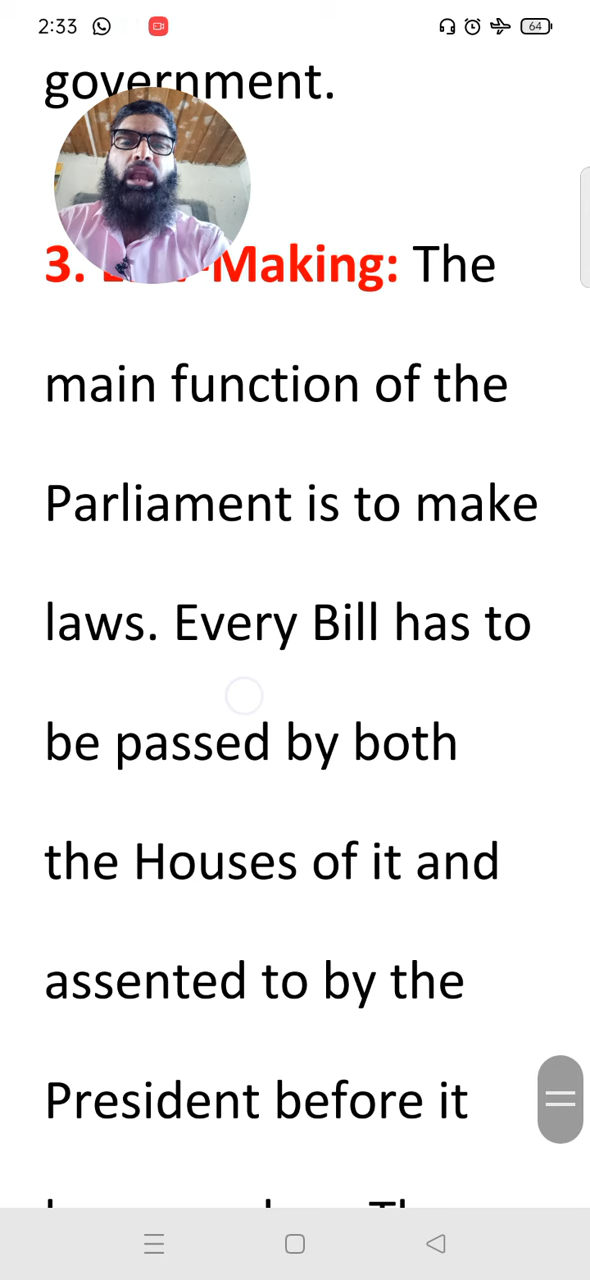 2:33
64
government.
3. -Making: The
main function of the
Parliament is to make
laws. Every Bill has to
be passed by both
the Houses of it and
assented to by the
President before it